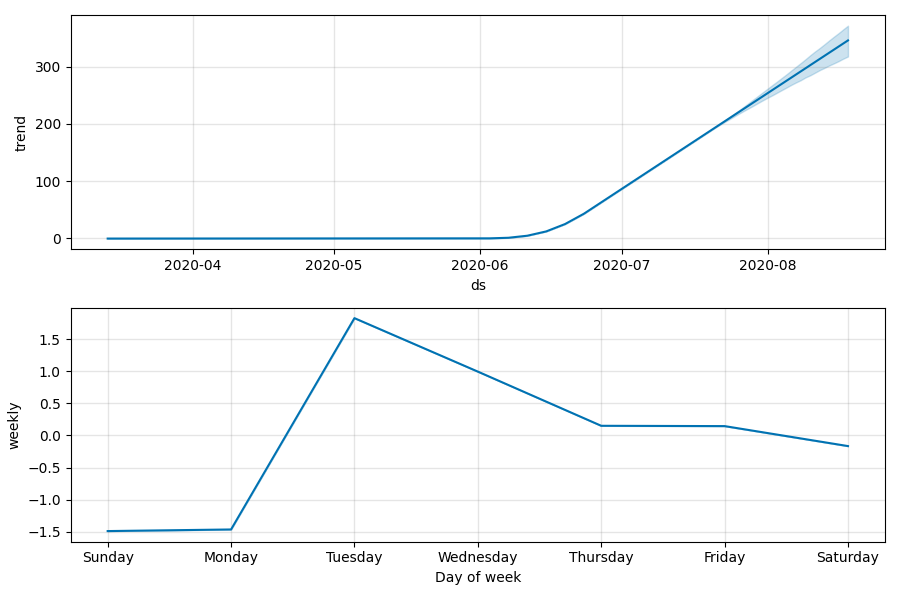 300
200
100
0
trend
2020-04 2020-05 2020-06 2020-07 2020-08
ds
1.5
1.0
0.5
0.0
−0.5
−1.0
−1.5
weekly
Sunday Monday Tuesday Wednesday Thursday Friday Saturday
Day of week